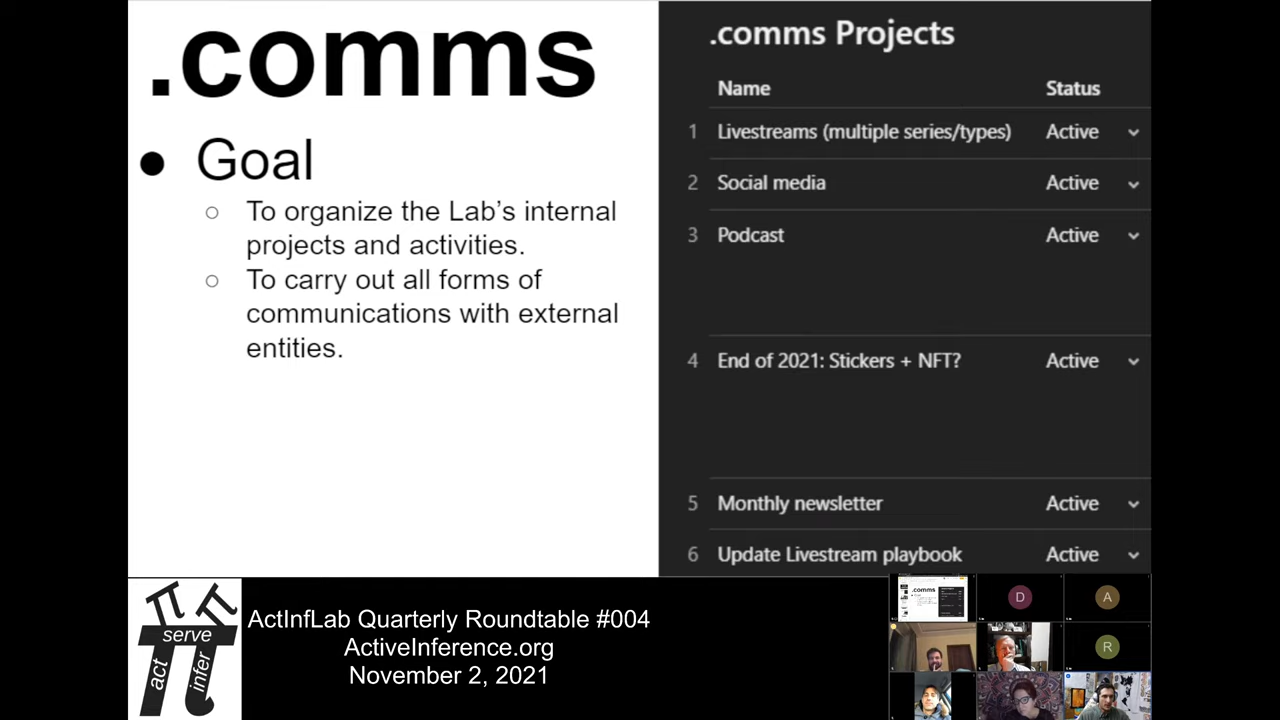 .comms
● Goal
○ To organize the Lab's internal
projects and activities.
○ To carry out all forms of
communications with external
entities.
.comms Projects
Name Status
1 Livestreams (multiple series/types) Active
2 Social media Active
3 Podcast Active
4 End of 2021: Stickers + NFT? Active
5 Monthly newsletter Active
6 Update Livestream playbook Active
serve
act
infer
ActInfLab Quarterly Roundtable #004
ActiveInference.org
November 2, 2021
.comms
D
A
R